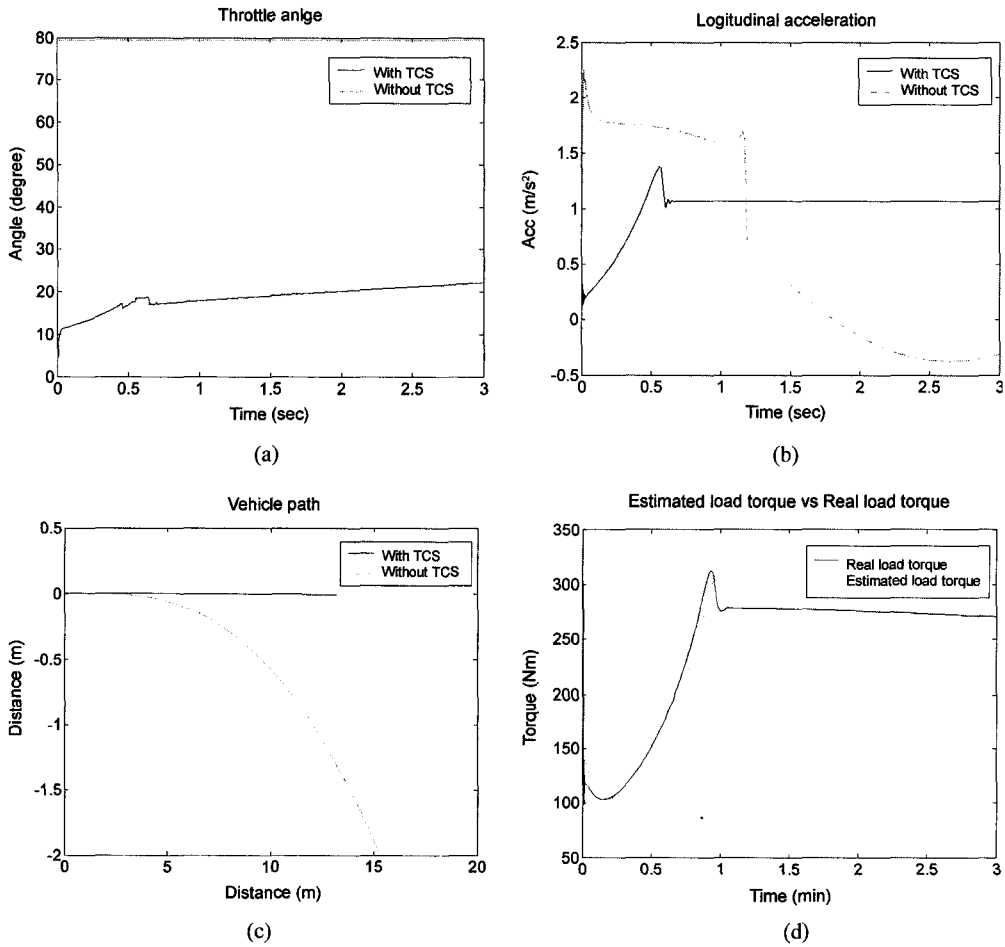 Throttle anlge
80
70
60
50
40
30
20
10
0
Angle (degree)
With TCS
Without TCS
0 0.5 1 1.5 2 2.5 3
Time (sec)
(a)
Logitudinal acceleration
2.5
2
1.5
1
0.5
0
-0.5
Acc (m/s²)
With TCS
Without TCS
0 0.5 1 1.5 2 2.5 3
Time (sec)
(b)
Vehicle path
0.5
0
-0.5
-1
-1.5
-2
Distance (m)
With TCS
Without TCS
0 5 10 15 20
Distance (m)
(c)
Estimated load torque vs Real load torque
350
300
250
200
150
100
50
Torque (Nm)
Real load torque
Estimated load torque
0 0.5 1 1.5 2 2.5 3
Time (min)
(d)